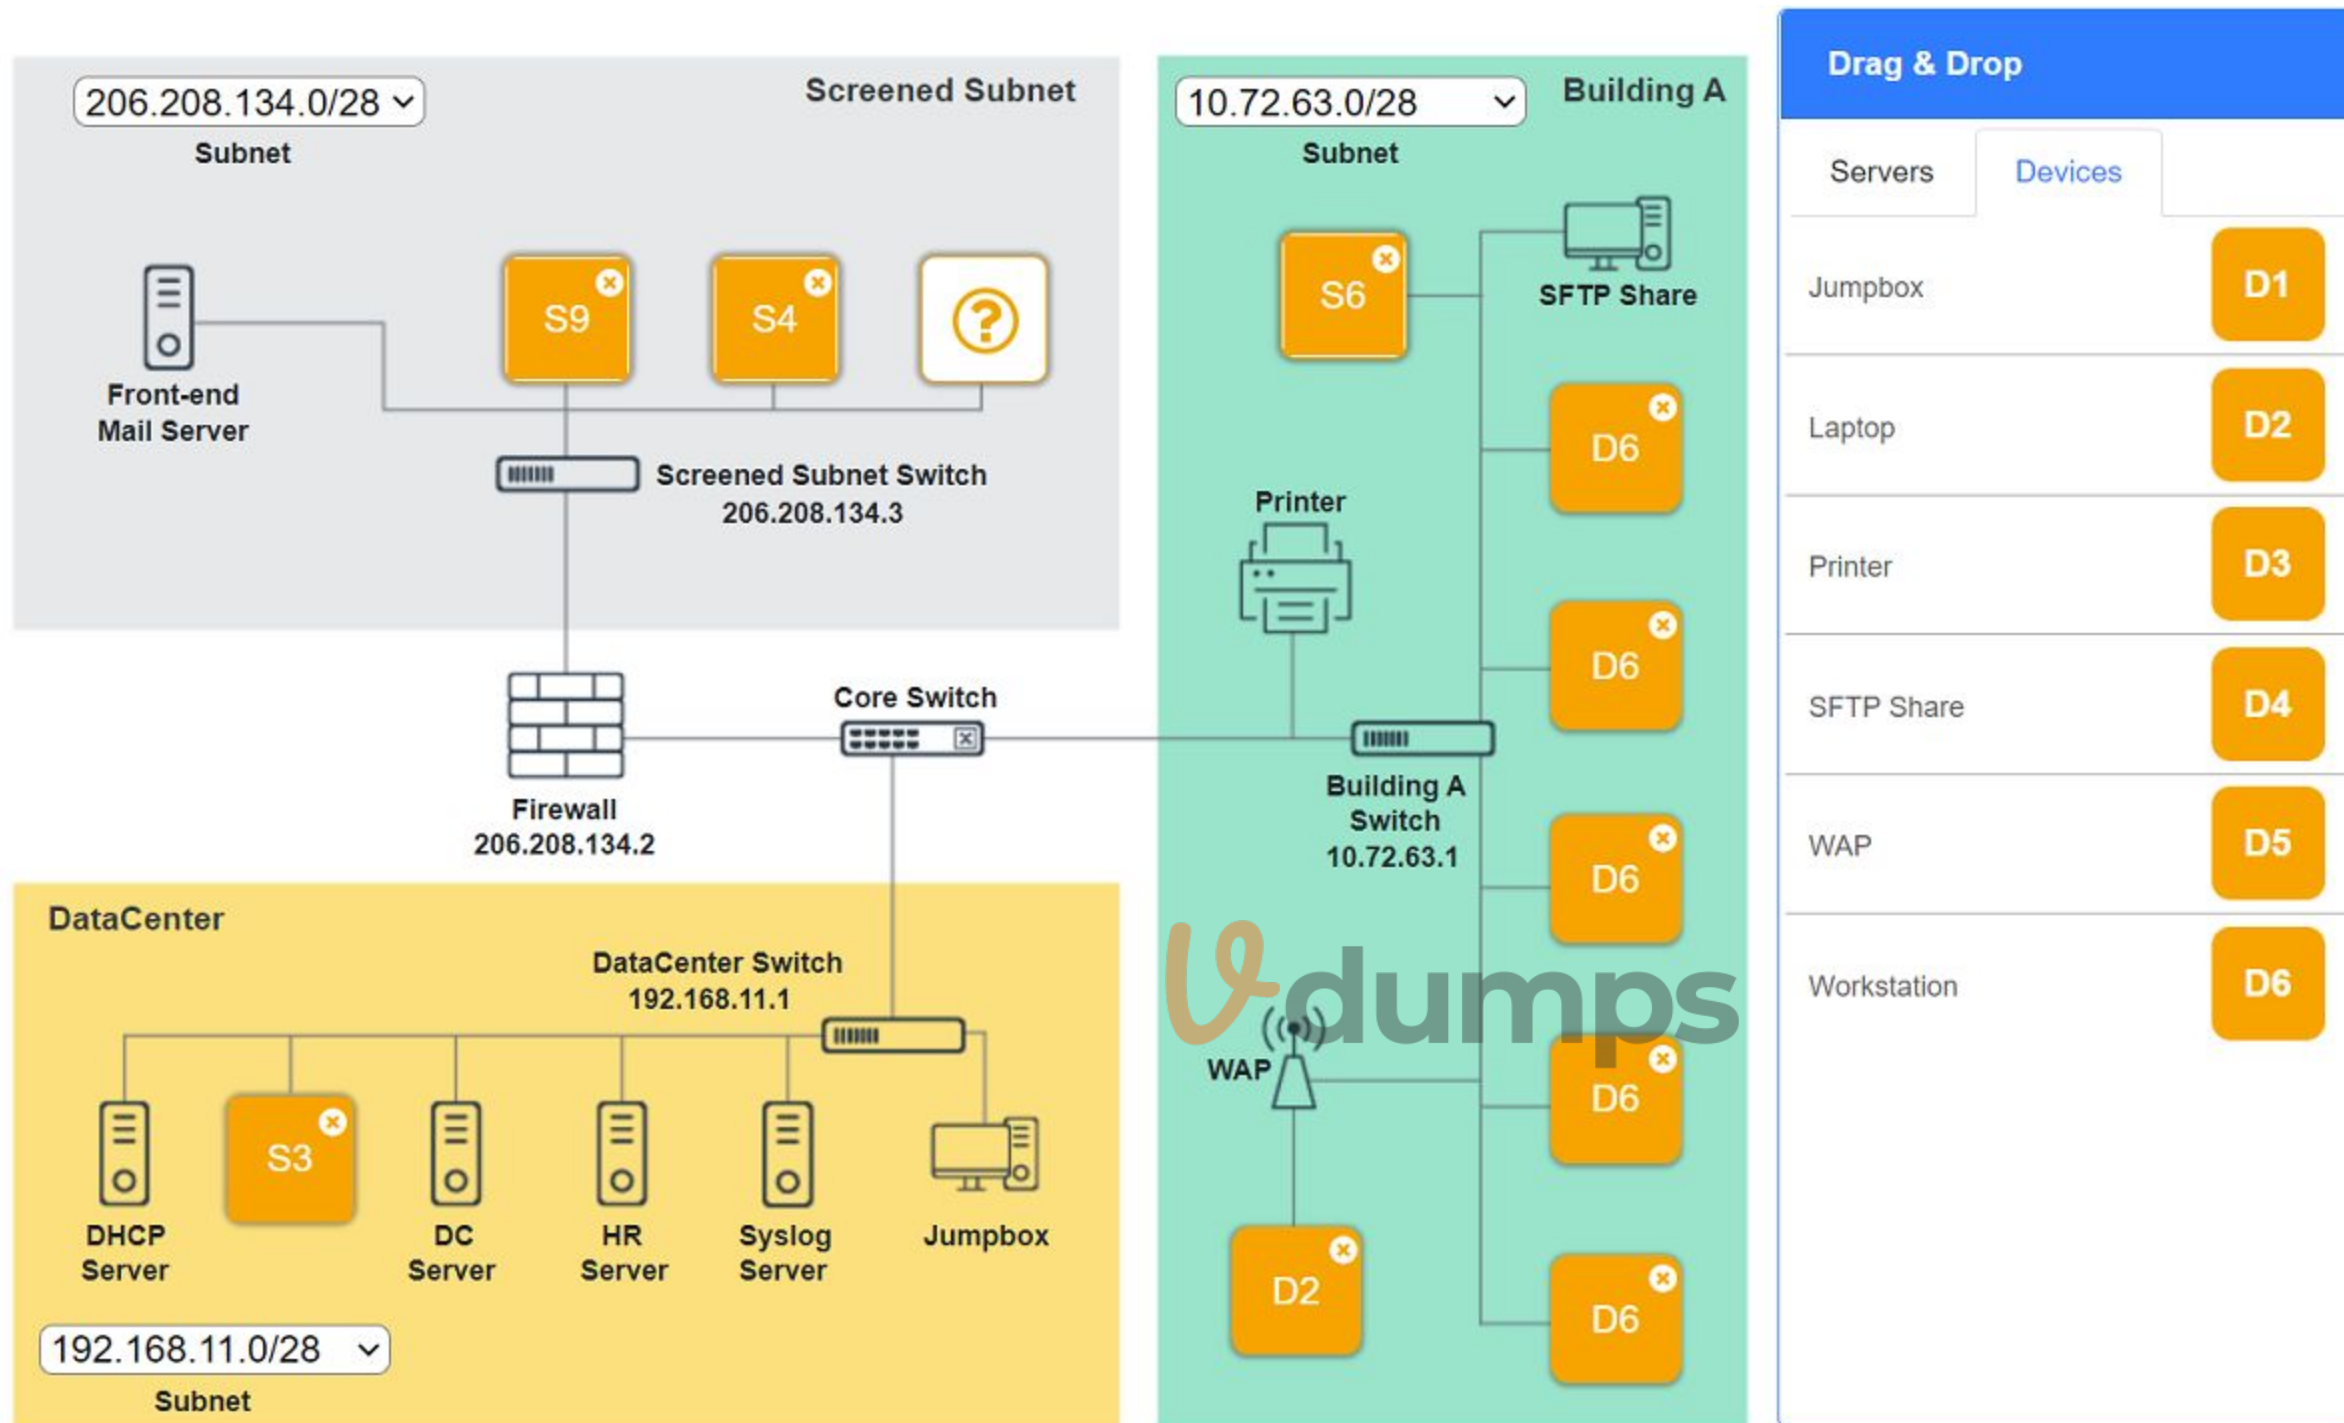 206.208.134.0/28
Subnet
Screened Subnet
Front-end
Mail Server
S9
S4
?
Screened Subnet Switch
206.208.134.3
Firewall
206.208.134.2
Core Switch
DataCenter
DataCenter Switch
192.168.11.1
DHCP
Server
S3
DC
Server
HR
Server
Syslog
Server
Jumpbox
192.168.11.0/28
Subnet
10.72.63.0/28
Subnet
Building A
S6
SFTP Share
D6
Printer
D6
Building A
Switch
10.72.63.1
D6
Vdumps
WAP
D6
D2
D6
Drag & Drop
Servers
Devices
Jumpbox
D1
Laptop
D2
Printer
D3
SFTP Share
D4
WAP
D5
Workstation
D6